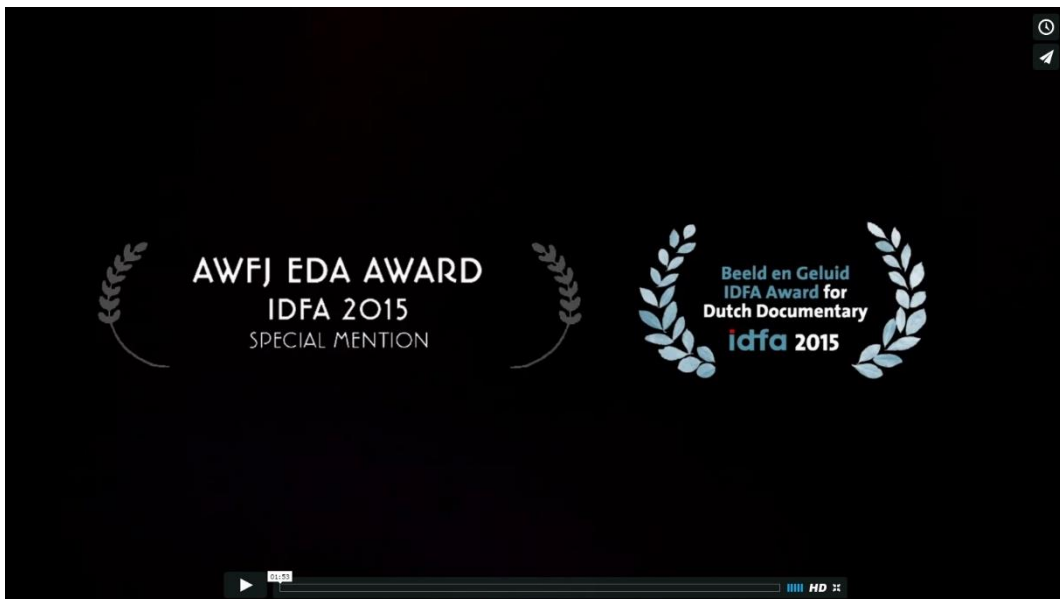 AWFJ EDA AWARD
IDFA 2015
SPECIAL MENTION
Beeld en Geluid
IDFA Award for
Dutch Documentary
idfa 2015
01:53
HD